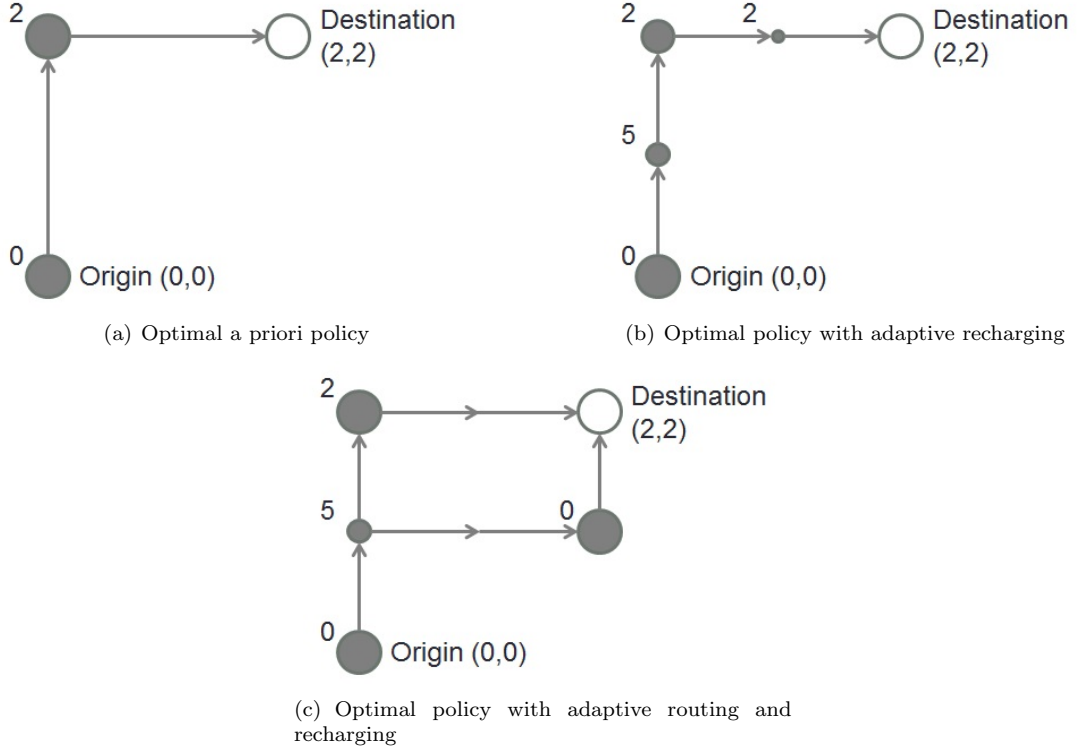 2
Destination
(2,2)
0
Origin (0,0)
(a) Optimal a priori policy
2
2
Destination
(2,2)
5
0
Origin (0,0)
(b) Optimal policy with adaptive recharging
2
Destination
(2,2)
5
0
0
Origin (0,0)
(c) Optimal policy with adaptive routing and
recharging